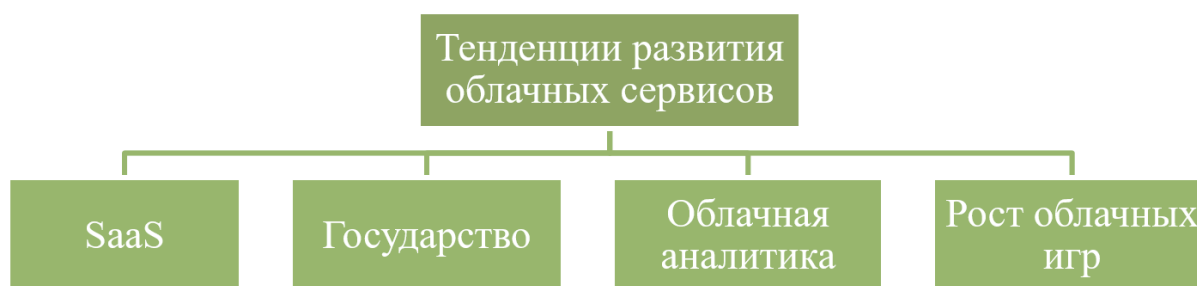 Тенденции развития
облачных сервисов
SaaS
Государство
Облачная
аналитика
Рост облачных
игр